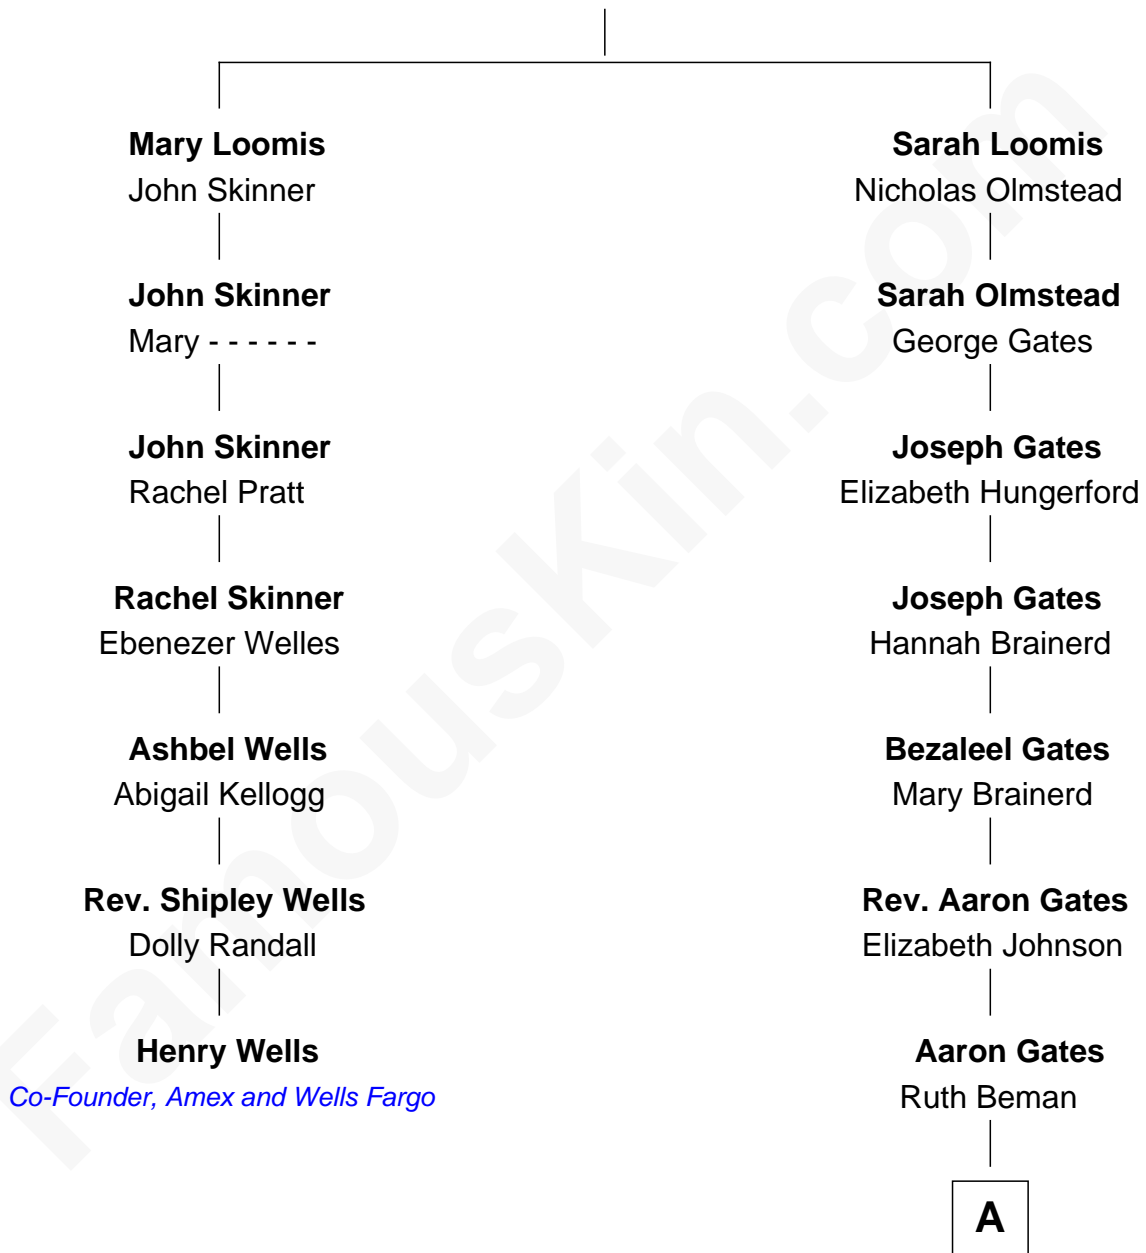 Mary Loomis
John Skinner
Sarah Loomis
Nicholas Olmstead
John Skinner
Mary - - - - - -
Sarah Olmstead
George Gates
John Skinner
Rachel Pratt
Joseph Gates
Elizabeth Hungerford
Rachel Skinner
Ebenezer Welles
Joseph Gates
Hannah Brainerd
Ashbel Wells
Abigail Kellogg
Bezaleel Gates
Mary Brainerd
Rev. Shipley Wells
Dolly Randall
Rev. Aaron Gates
Elizabeth Johnson
Henry Wells
Co-Founder, Amex and Wells Fargo
Aaron Gates
Ruth Beman
A
FamousKin.com